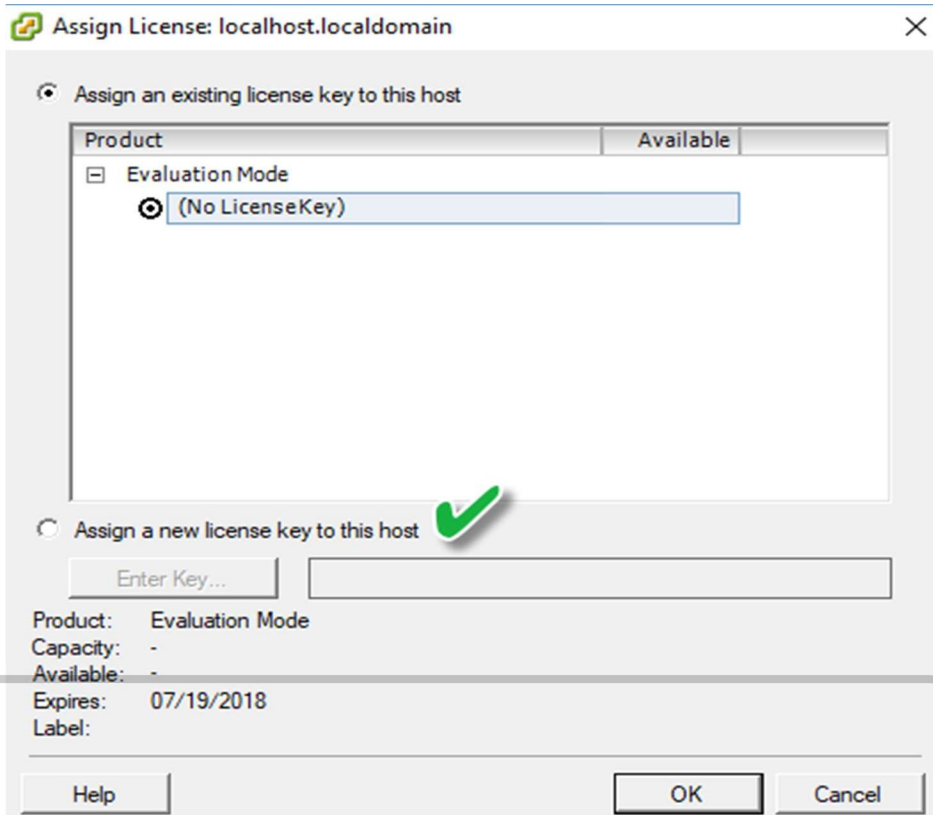 Assign License: localhost.localdomain
Assign an existing license key to this host
Product Available
Evaluation Mode
(No License Key)
Assign a new license key to this host
Enter Key...
Product: Evaluation Mode
Capacity: -
Available: -
Expires: 07/19/2018
Label:
Help OK Cancel